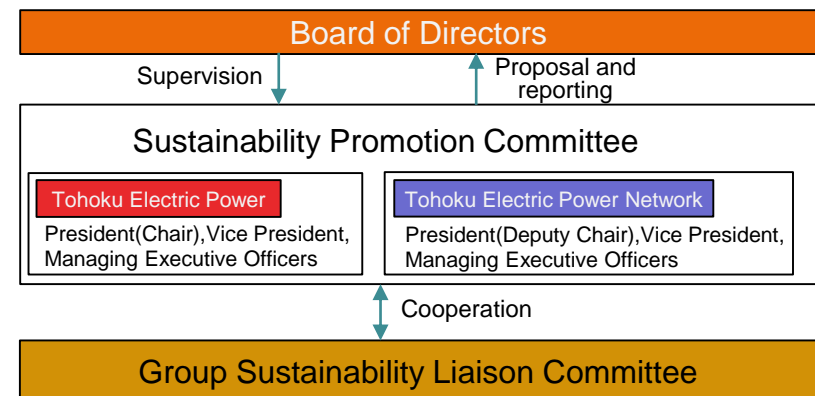 Board of Directors
Supervision
Proposal and
reporting
Sustainability Promotion Committee
Tohoku Electric Power
President(Chair),Vice President,
Managing Executive Officers
Tohoku Electric Power Network
President(Deputy Chair),Vice President,
Managing Executive Officers
Cooperation
Group Sustainability Liaison Committee